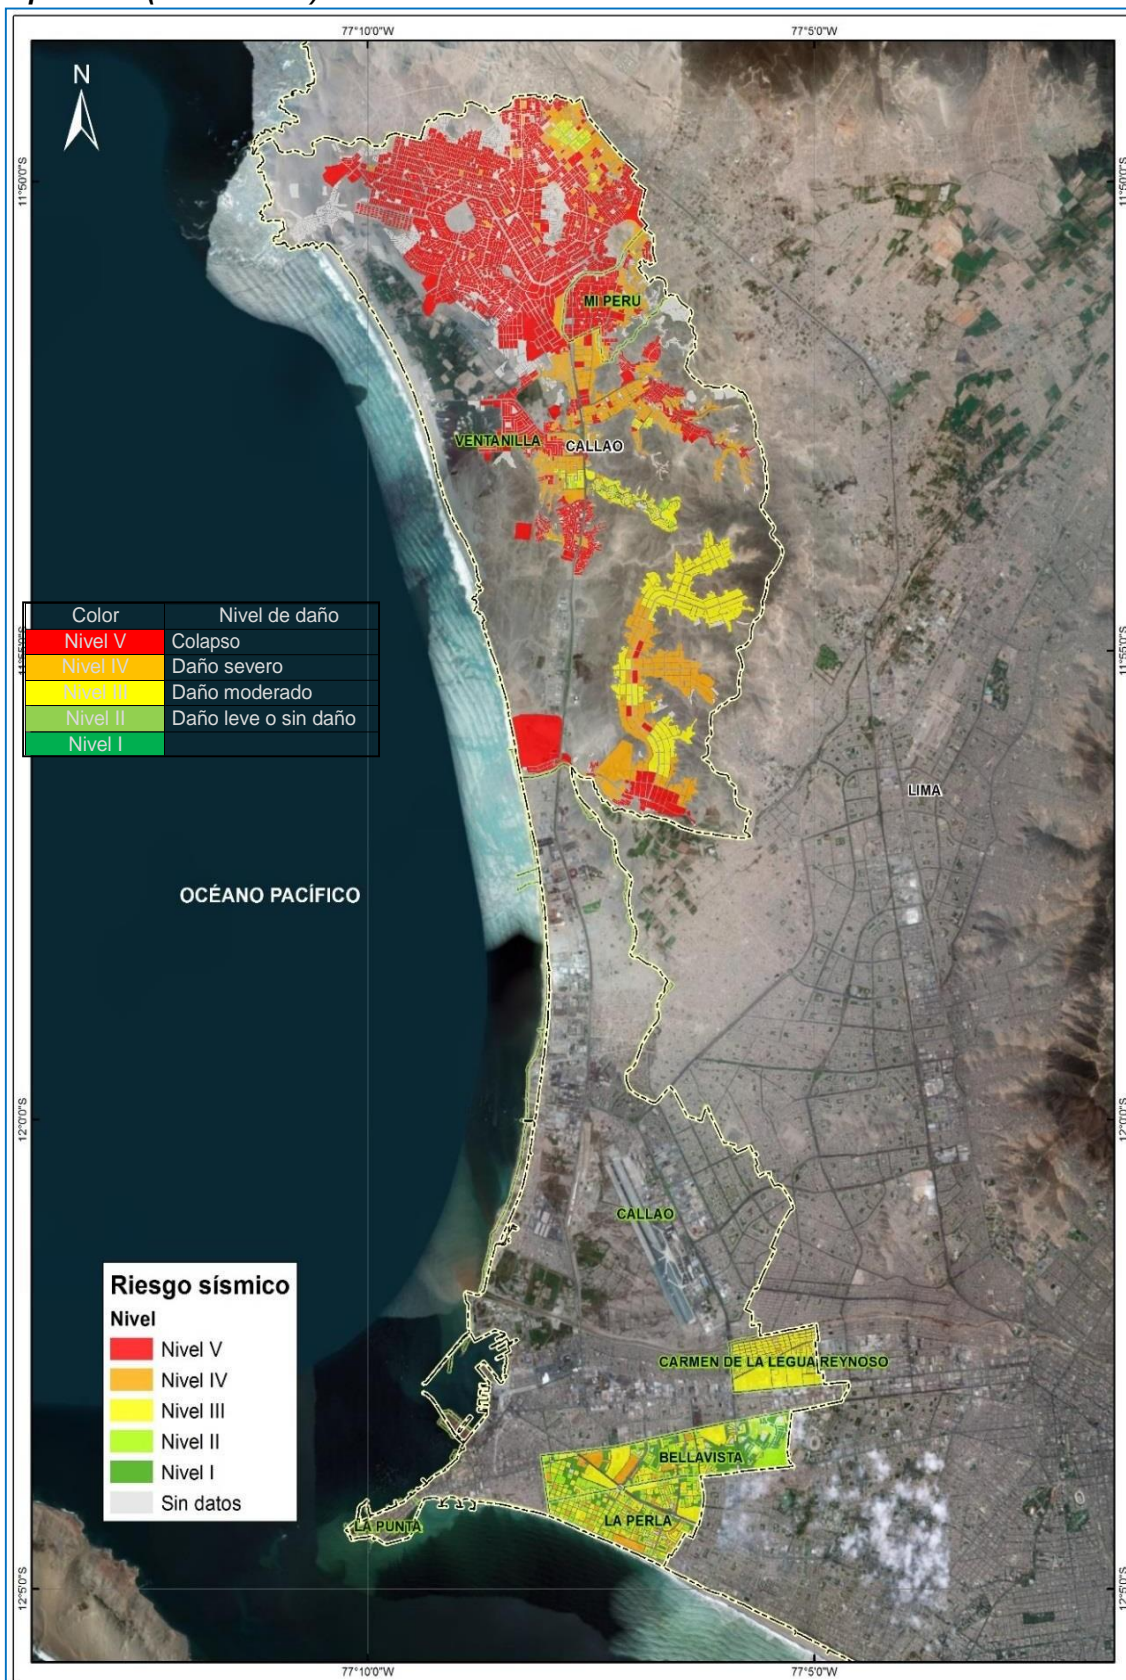 77°10'0"W
77°5'0"W
N
11°50'0"S
11°50'0"S
MI PERU
VENTANILLA
CALLAO
Color Nivel de daño
Nivel V Colapso
Nivel IV Daño severo
Nivel III Daño moderado
Nivel II Daño leve o sin daño
Nivel I
11°55'0"S
11°55'0"S
LIMA
OCÉANO PACÍFICO
12°0'0"S
12°0'0"S
CALLAO
Riesgo sísmico
Nivel
Nivel V
Nivel IV
Nivel III
Nivel II
Nivel I
Sin datos
CARMEN DE LA LEGUA REYNOSO
BELLAVISTA
LA PERLA
LA PUNTA
12°5'0"S
12°5'0"S
77°10'0"W
77°5'0"W